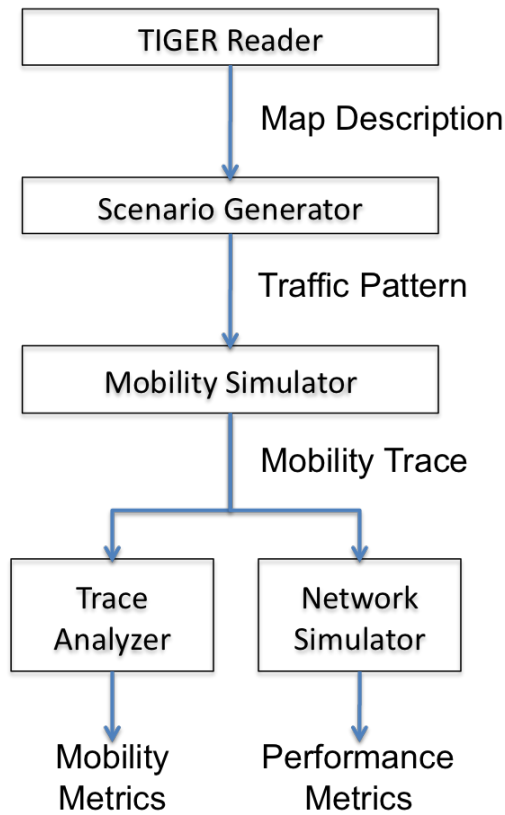 TIGER Reader
Map Description
Scenario Generator
Traffic Pattern
Mobility Simulator
Mobility Trace
Trace
Analyzer
Network
Simulator
Mobility
Metrics
Performance
Metrics